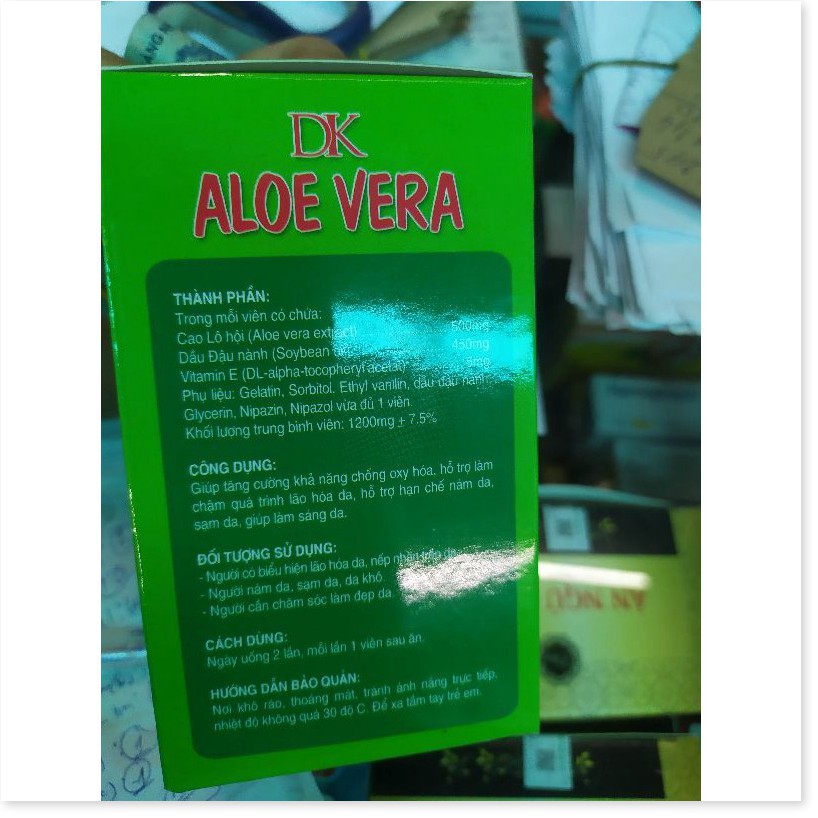 DK
ALOE VERA
THÀNH PHẦN:
Trong mỗi viên có chứa:
Cao Lô hội (Aloe vera extract) 500mg
Dầu Đậu nành (Soybean 450mg
Vitamin E (DL-alpha-tocopheryl acetat) 5mg
Phụ liệu: Gelatin, Sorbitol, Ethyl vanilin, dầu đậu nành,
Glycerin, Nipazin, Nipazol vừa đủ 1 viên.
Khối lượng trung bình viên: 1200mg ± 7.5%
CÔNG DỤNG:
Giúp tăng cường khả năng chống oxy hóa, hỗ trợ làm
chậm quá trình lão hóa da, hỗ trợ hạn chế nám da,
sạm da, giúp làm sáng da.
ĐỐI TƯỢNG SỬ DỤNG:
- Người có biểu hiện lão hóa da, nếp nhăn trên da
- Người nám da, sạm da, da khô
- Người cần chăm sóc làm đẹp da
CÁCH DÙNG:
Ngày uống 2 lần, mỗi lần 1 viên sau ăn.
HƯỚNG DẪN BẢO QUẢN:
Nơi khô ráo, thoáng mát, tránh ánh nắng trực tiếp,
nhiệt độ không quá 30 độ C. Để xa tầm tay trẻ em.
AN NGỦ